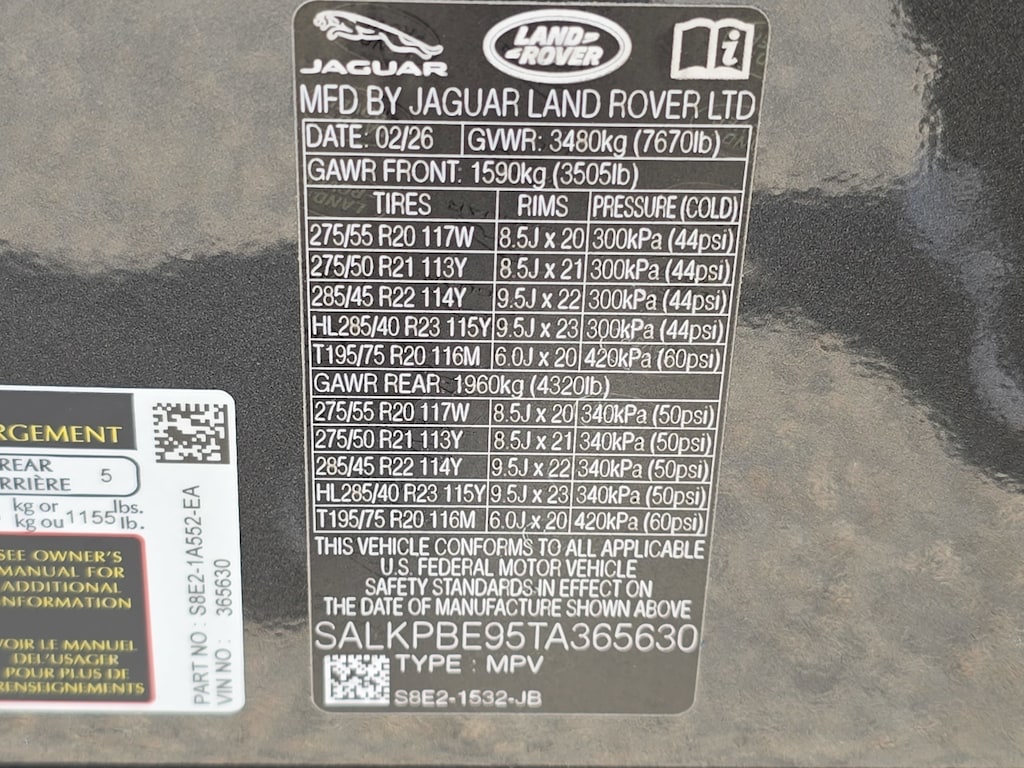 JAGUAR
LAND-
-ROVER
MFD BY JAGUAR LAND ROVER LTD
DATE: 02/26 GVWR: 3480kg (7670lb)
GAWR FRONT: 1590kg (3505lb)
TIRES RIMS PRESSURE (COLD)
275/55 R20 117W 8.5J x 20 300kPa (44psi)
275/50 R21 113Y 8.5J x 21 300kPa (44psi)
285/45 R22 114Y 9.5J x 22 300kPa (44psi)
HL285/40 R23 115Y 9.5J x 23 300kPa (44psi)
T195/75 R20 116M 6.0J x 20 420kPa (60psi)
GAWR REAR 1960kg (4320lb)
275/55 R20 117W 8.5J x 20 340kPa (50psi)
275/50 R21 113Y 8.5J x 21 340kPa (50psi)
285/45 R22 114Y 9.5J x 22 340kPa (50psi)
HL285/40 R23 115Y 9.5J x 23 340kPa (50psi)
T195/75 R20 116M 6.0J x 20 420kPa (60psi)
THIS VEHICLE CONFORMS TO ALL APPLICABLE
U.S. FEDERAL MOTOR VEHICLE
SAFETY STANDARDS IN EFFECT ON
THE DATE OF MANUFACTURE SHOWN ABOVE
SALKPBE95TA365630
TYPE : MPV
S8E2-1532-JB
RGEMENT
REAR
RRIÈRE 5
kg or lbs.
kg ou 1155 lb.
SEE OWNER'S
MANUAL FOR
ADDITIONAL
INFORMATION
VOIR LE MANUEL
DEL'USAGER
POUR PLUS DE
RENSEIGNEMENTS
PART NO : S8E2-1A552-EA
VIN NO : 365630